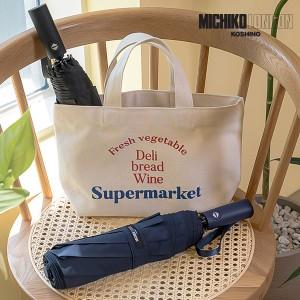 MICHIKO LONDON
KOSHINO
Fresh vegetable
Deli
bread
Wine
Supermarket